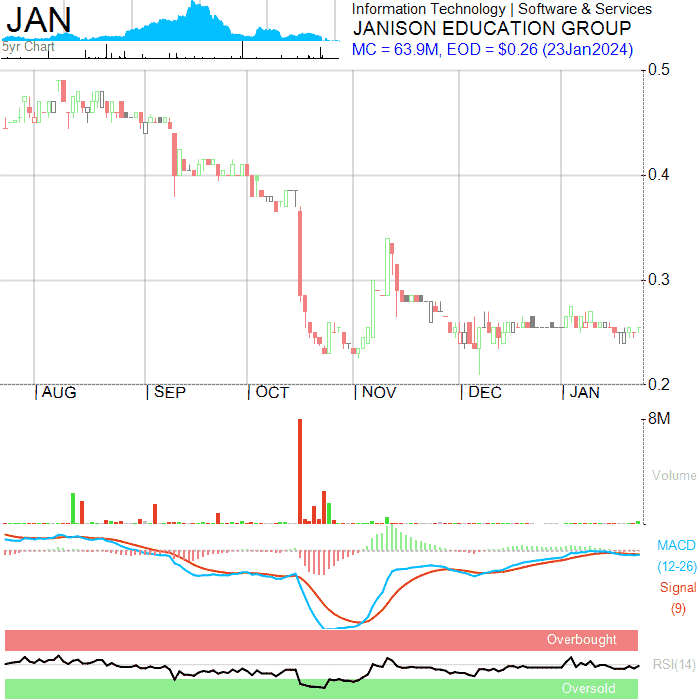 JAN
5yr Chart
Information Technology | Software & Services
JANISON EDUCATION GROUP
MC = 63.9M, EOD = $0.26 (23Jan2024)
0.5
0.4
0.3
0.2
AUG SEP OCT NOV DEC JAN
8M
Volume
MACD
(12-26)
Signal
(9)
Overbought
RSI(14)
Oversold